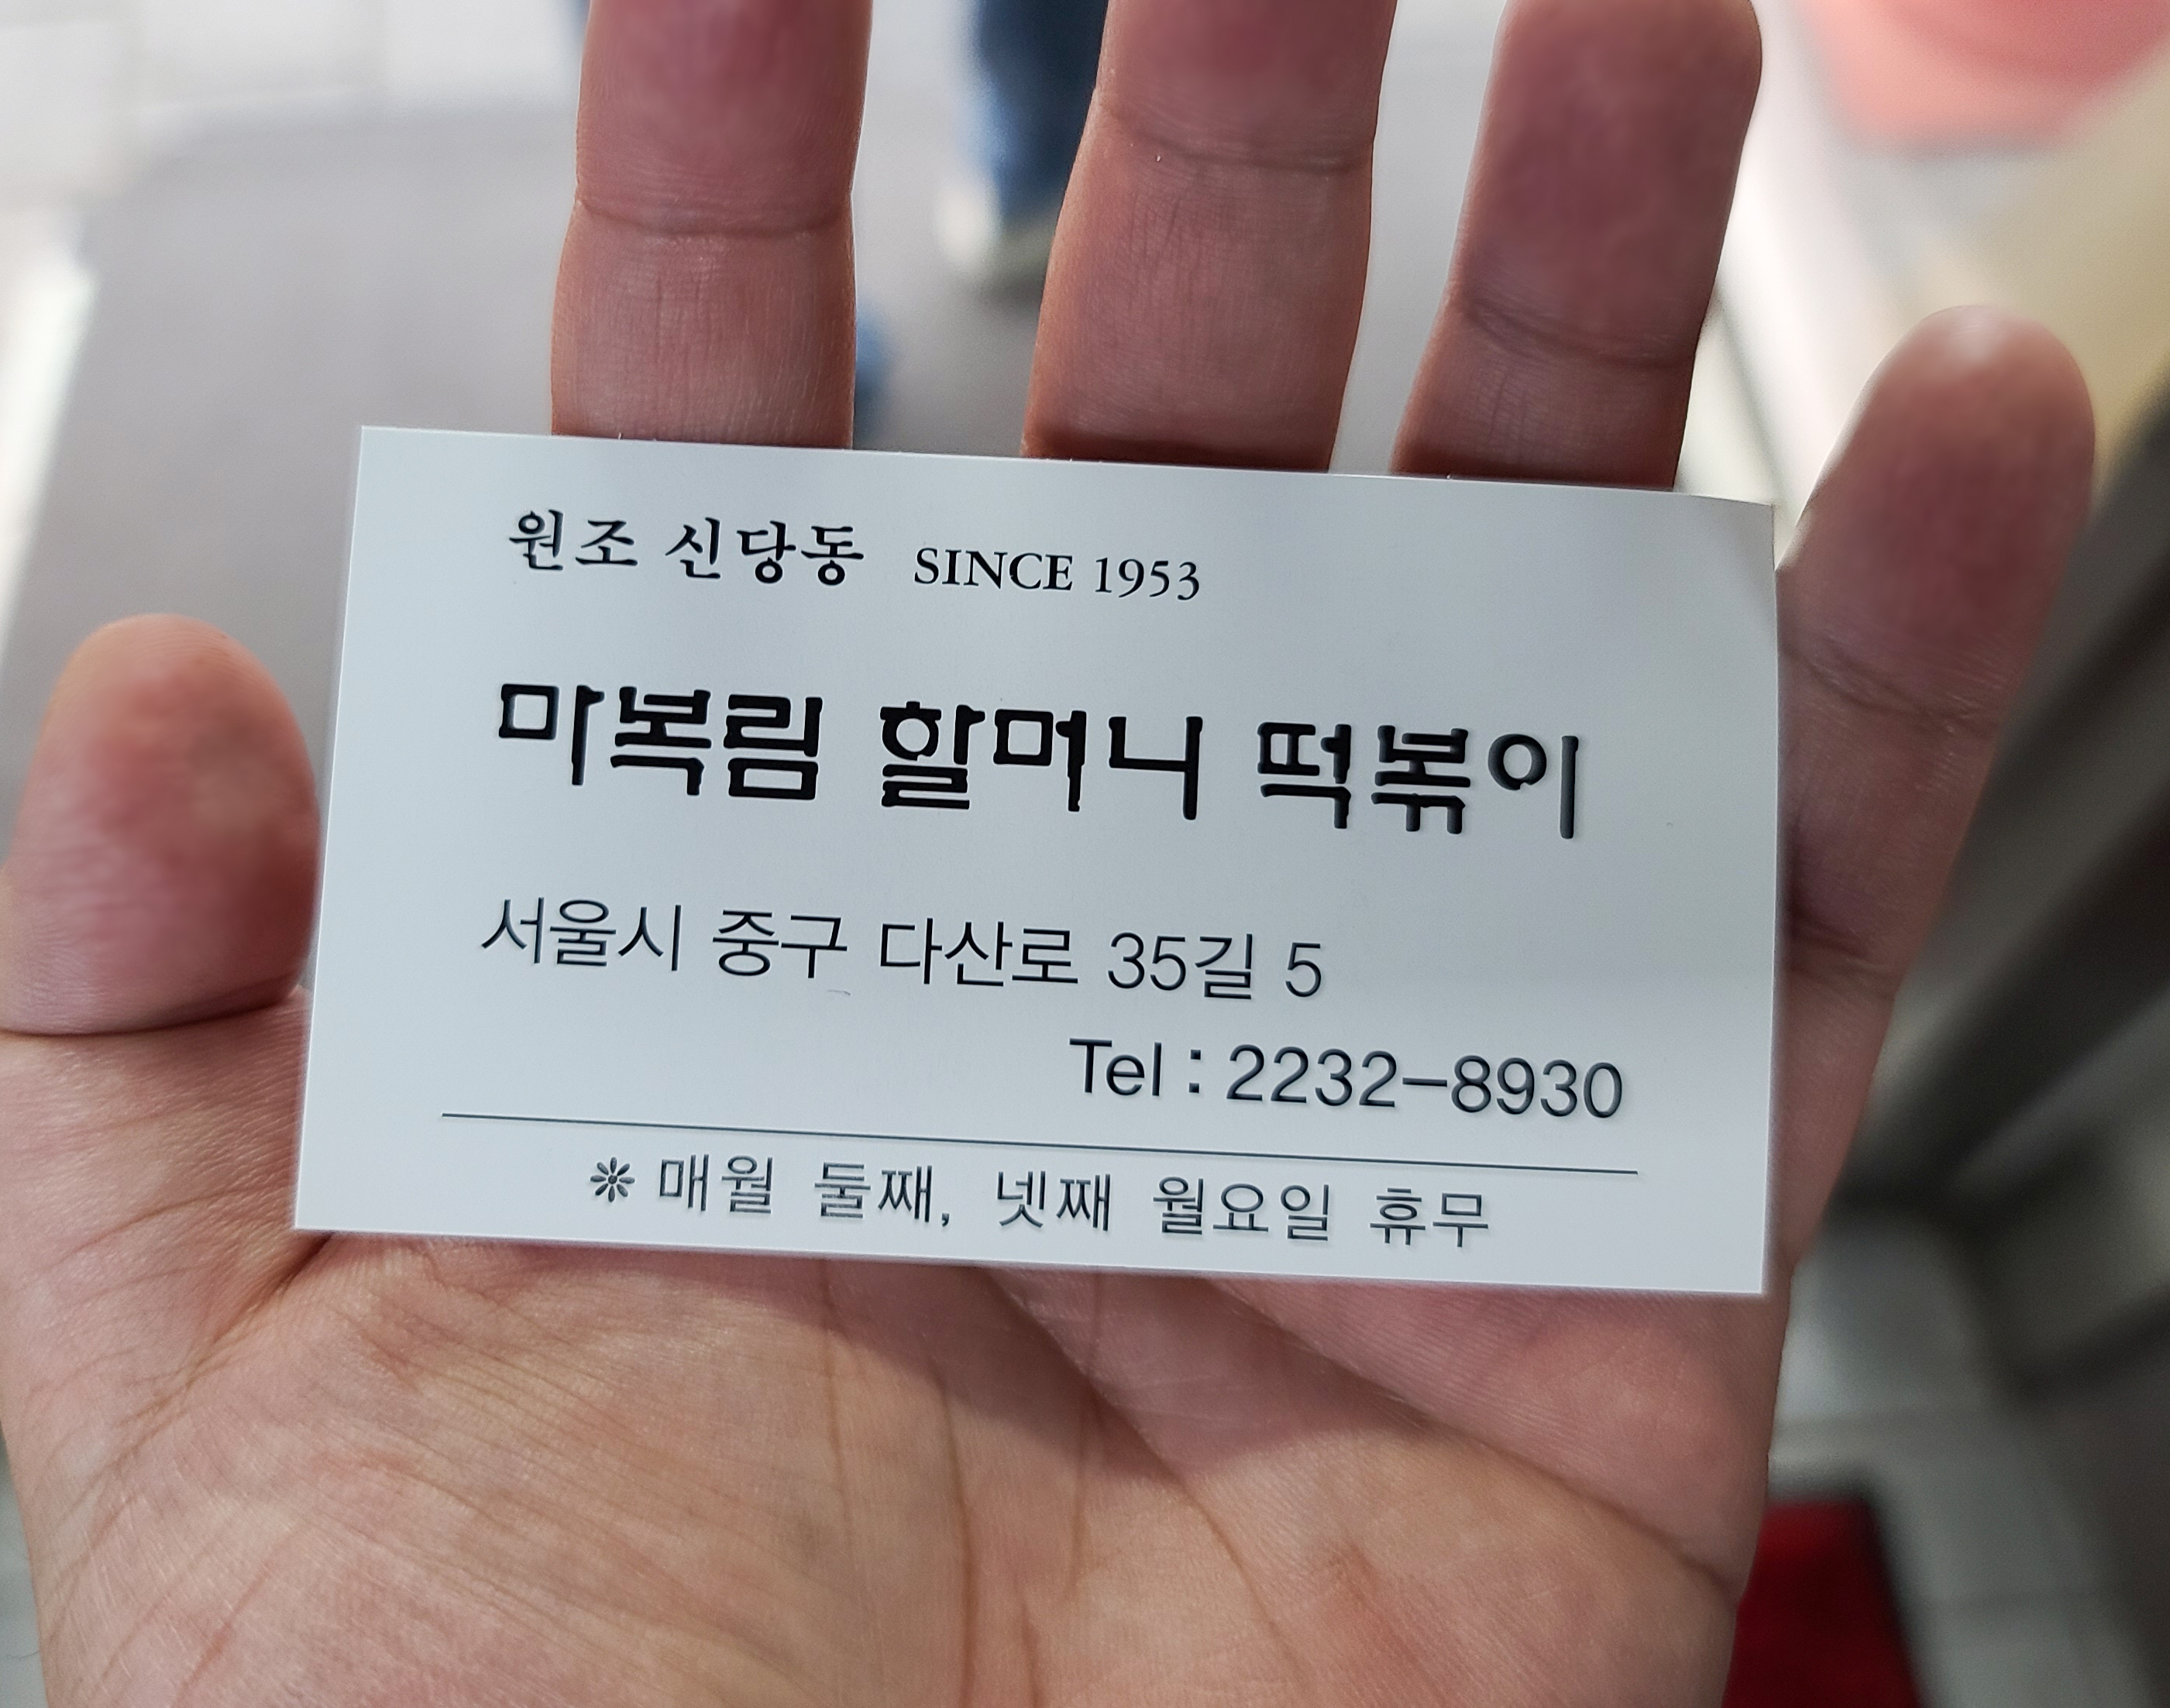 원조 신당동 SINCE 1953
마복림 할머니 떡볶이
서울시 중구 다산로 35길 5
Tel : 2232-8930
❊ 매월 둘째, 넷째 월요일 휴무